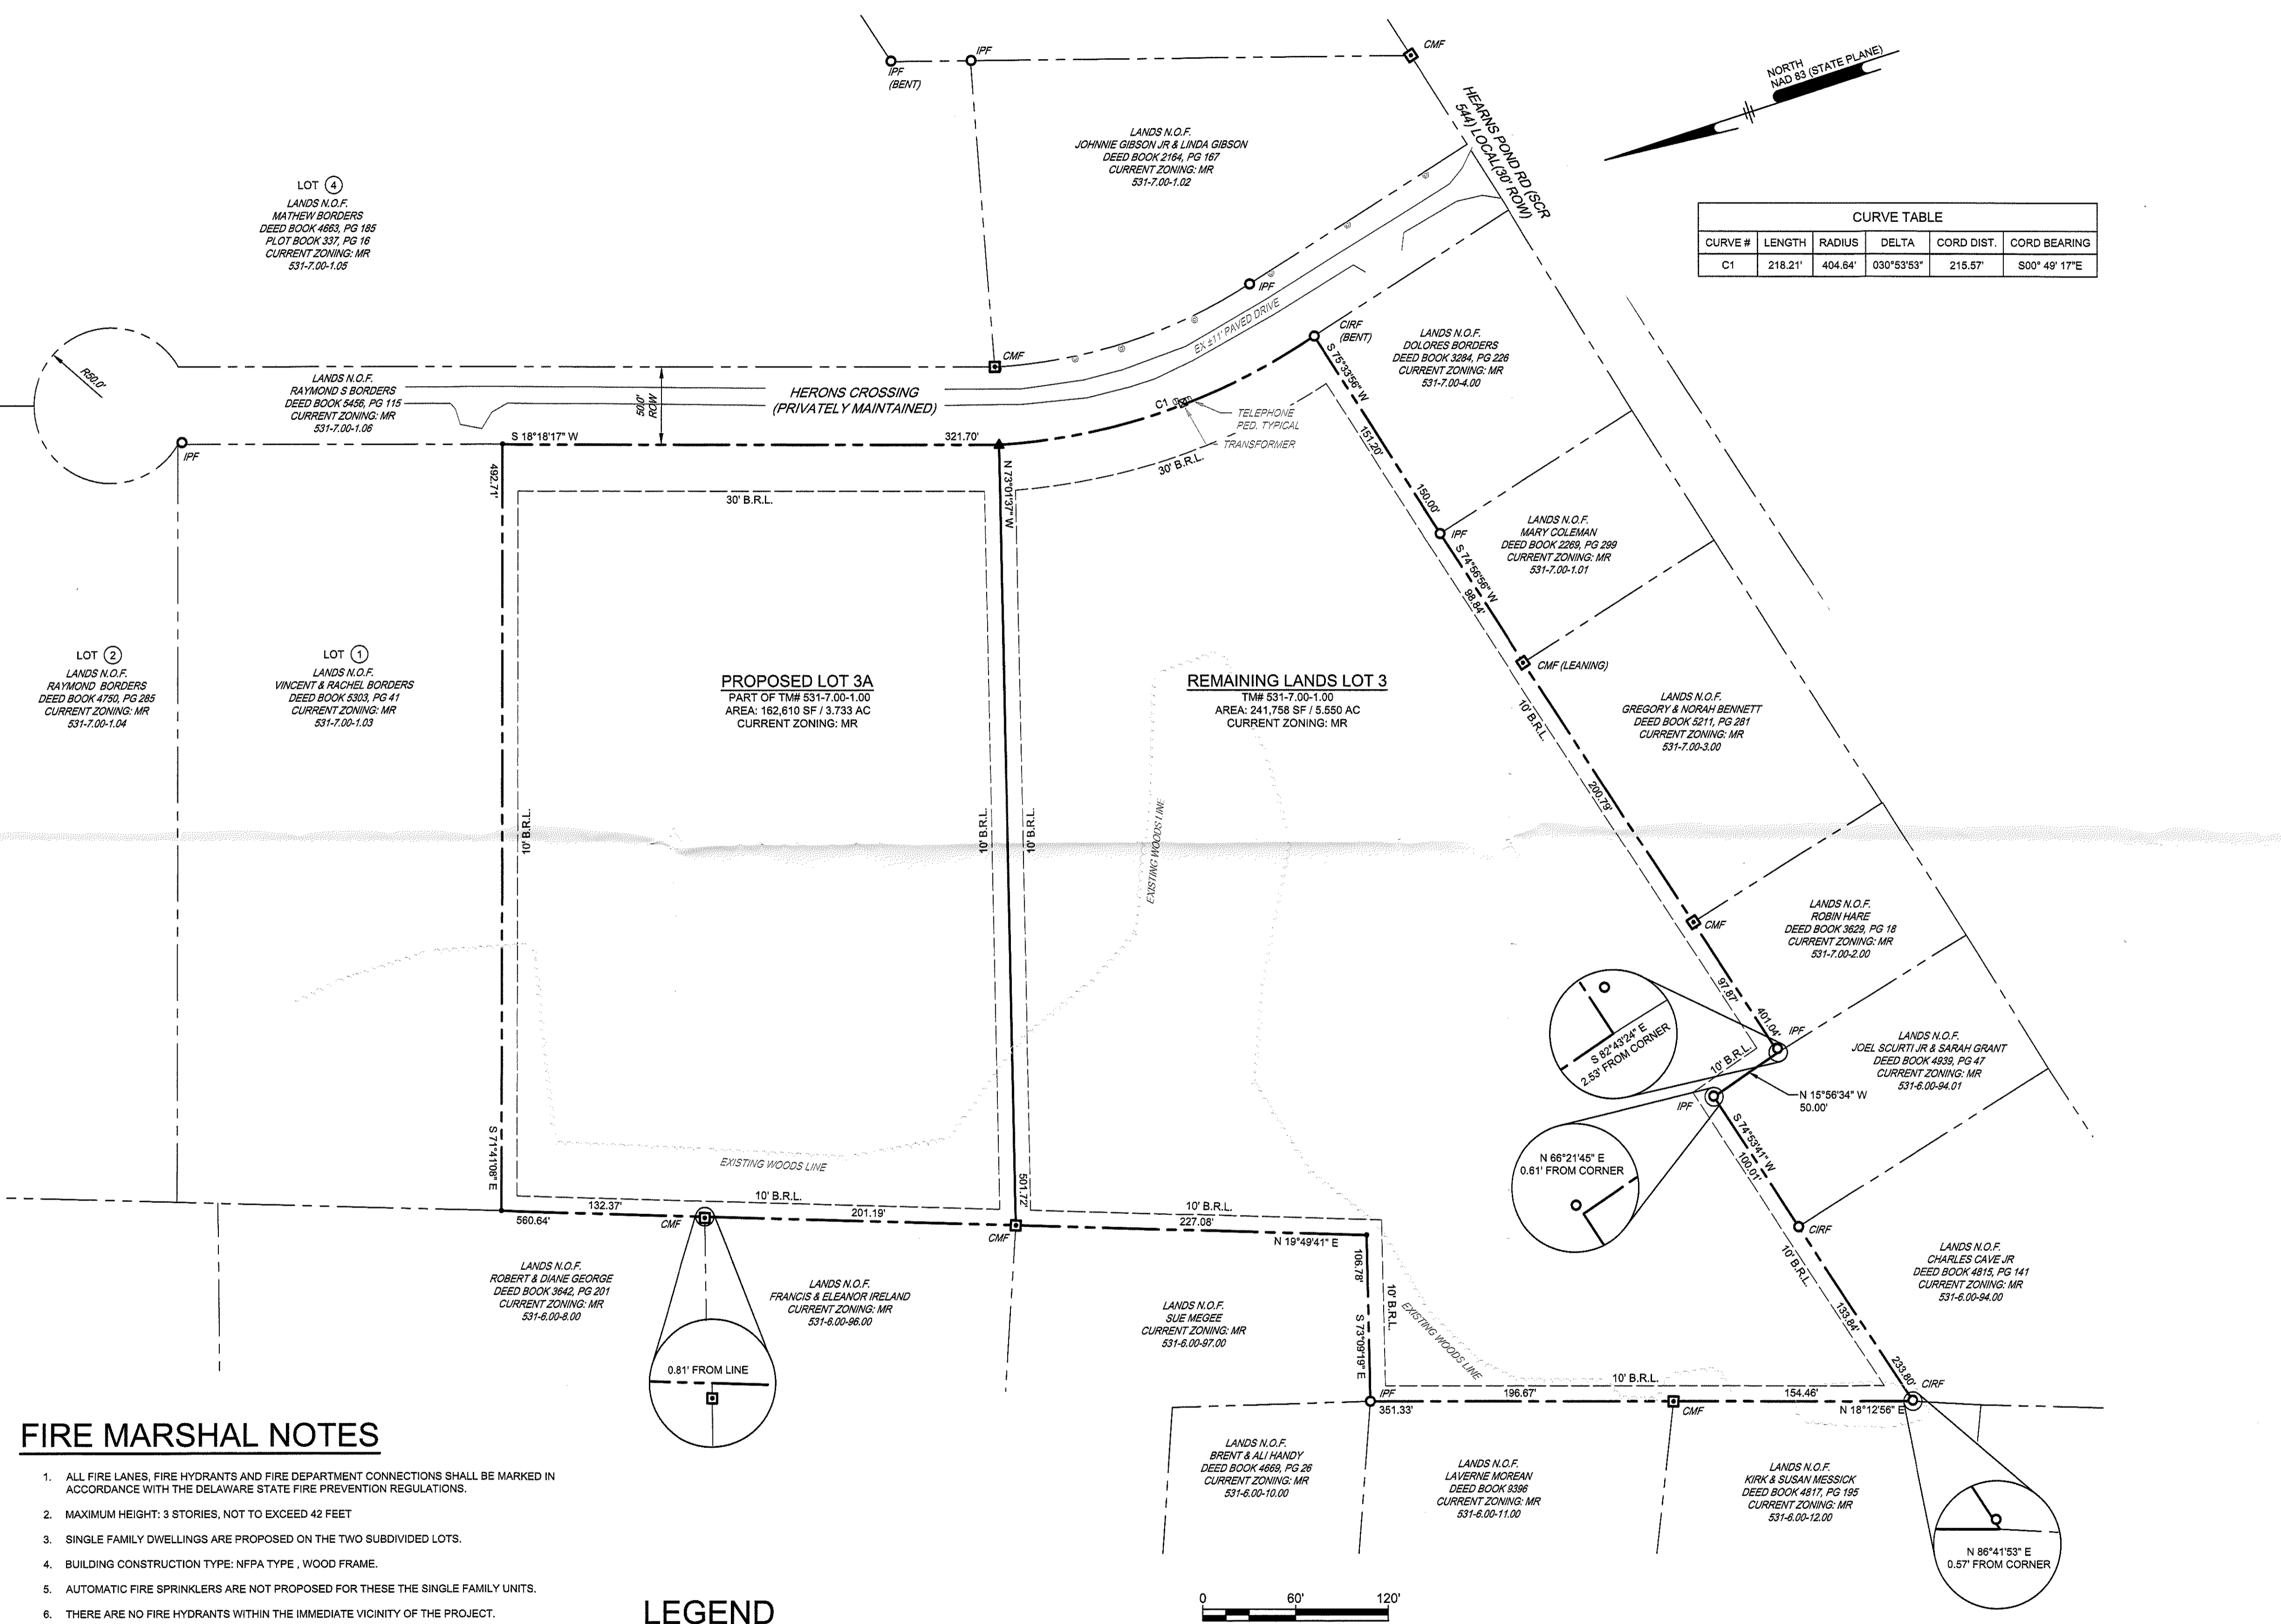 IPF
CMF
IPF
(BENT)
NORTH
NAD 83 (STATE PLANE)
HEARNS POND RD (SCR
544) LOCAL(30' ROW)
LANDS N.O.F.
JOHNNIE GIBSON JR & LINDA GIBSON
DEED BOOK 2164, PG 167
CURRENT ZONING: MR
531-7.00-1.02
LOT 4
LANDS N.O.F.
MATHEW BORDERS
DEED BOOK 4663, PG 185
PLOT BOOK 337, PG 16
CURRENT ZONING: MR
531-7.00-1.05
CURVE TABLE
CURVE # LENGTH RADIUS DELTA CORD DIST. CORD BEARING
C1 218.21' 404.64' 030°53'53" 215.57' S00° 49' 17"E
IPF
EX ±11' PAVED DRIVE
CIRF
(BENT)
LANDS N.O.F.
DOLORES BORDERS
DEED BOOK 3284, PG 226
CURRENT ZONING: MR
531-7.00-4.00
CMF
R50.0'
LANDS N.O.F.
RAYMOND S BORDERS
DEED BOOK 5456, PG 115
CURRENT ZONING: MR
531-7.00-1.06
50.0'
ROW
HERONS CROSSING
(PRIVATELY MAINTAINED)
C1
TELEPHONE
PED. TYPICAL
TRANSFORMER
S 75°33'56" W
151.20'
IPF
S 18°18'17" W
321.70'
30' B.R.L.
492.71'
N 73°01'37" W
30' B.R.L.
150.00'
IPF
S 74°56'56" W
98.84'
LANDS N.O.F.
MARY COLEMAN
DEED BOOK 2269, PG 299
CURRENT ZONING: MR
531-7.00-1.01
LOT 2
LANDS N.O.F.
RAYMOND BORDERS
DEED BOOK 4750, PG 285
CURRENT ZONING: MR
531-7.00-1.04
LOT 1
LANDS N.O.F.
VINCENT & RACHEL BORDERS
DEED BOOK 5303, PG 41
CURRENT ZONING: MR
531-7.00-1.03
PROPOSED LOT 3A
PART OF TM# 531-7.00-1.00
AREA: 162,610 SF / 3.733 AC
CURRENT ZONING: MR
REMAINING LANDS LOT 3
TM# 531-7.00-1.00
AREA: 241,758 SF / 5.550 AC
CURRENT ZONING: MR
CMF (LEANING)
10' B.R.L.
LANDS N.O.F.
GREGORY & NORAH BENNETT
DEED BOOK 5211, PG 281
CURRENT ZONING: MR
531-7.00-3.00
200.79'
10' B.R.L.
10' B.R.L.
10' B.R.L.
EXISTING WOODS LINE
CMF
LANDS N.O.F.
ROBIN HARE
DEED BOOK 3629, PG 18
CURRENT ZONING: MR
531-7.00-2.00
97.87'
401.04'
IPF
S 82°43'24" E
2.53' FROM CORNER
10' B.R.L.
LANDS N.O.F.
JOEL SCURTI JR & SARAH GRANT
DEED BOOK 4939, PG 47
CURRENT ZONING: MR
531-6.00-94.01
N 15°56'34" W
50.00'
IPF
S 74°53'41" W
100.01'
N 66°21'45" E
0.61' FROM CORNER
S 71°41'08" E
EXISTING WOODS LINE
501.72'
10' B.R.L.
560.64'
132.37'
CMF
201.19'
CMF
10' B.R.L.
227.08'
N 19°49'41" E
106.78'
S 73°09'19" E
10' B.R.L.
EXISTING WOODS LINE
CIRF
10' B.R.L.
LANDS N.O.F.
CHARLES CAVE JR
DEED BOOK 4815, PG 141
CURRENT ZONING: MR
531-6.00-94.00
133.84'
233.80'
CIRF
LANDS N.O.F.
ROBERT & DIANE GEORGE
DEED BOOK 3642, PG 201
CURRENT ZONING: MR
531-6.00-8.00
LANDS N.O.F.
FRANCIS & ELEANOR IRELAND
CURRENT ZONING: MR
531-6.00-96.00
LANDS N.O.F.
SUE MEGEE
CURRENT ZONING: MR
531-6.00-97.00
0.81' FROM LINE
IPF
351.33'
196.67'
10' B.R.L.
CMF
154.46'
N 18°12'56" E
LANDS N.O.F.
BRENT & ALI HANDY
DEED BOOK 4669, PG 26
CURRENT ZONING: MR
531-6.00-10.00
LANDS N.O.F.
LAVERNE MOREAN
DEED BOOK 9396
CURRENT ZONING: MR
531-6.00-11.00
LANDS N.O.F.
KIRK & SUSAN MESSICK
DEED BOOK 4817, PG 195
CURRENT ZONING: MR
531-6.00-12.00
N 86°41'53" E
0.57' FROM CORNER
FIRE MARSHAL NOTES
1. ALL FIRE LANES, FIRE HYDRANTS AND FIRE DEPARTMENT CONNECTIONS SHALL BE MARKED IN
ACCORDANCE WITH THE DELAWARE STATE FIRE PREVENTION REGULATIONS.
2. MAXIMUM HEIGHT: 3 STORIES, NOT TO EXCEED 42 FEET
3. SINGLE FAMILY DWELLINGS ARE PROPOSED ON THE TWO SUBDIVIDED LOTS.
4. BUILDING CONSTRUCTION TYPE: NFPA TYPE , WOOD FRAME.
5. AUTOMATIC FIRE SPRINKLERS ARE NOT PROPOSED FOR THESE THE SINGLE FAMILY UNITS.
6. THERE ARE NO FIRE HYDRANTS WITHIN THE IMMEDIATE VICINITY OF THE PROJECT.
LEGEND
0 60' 120'